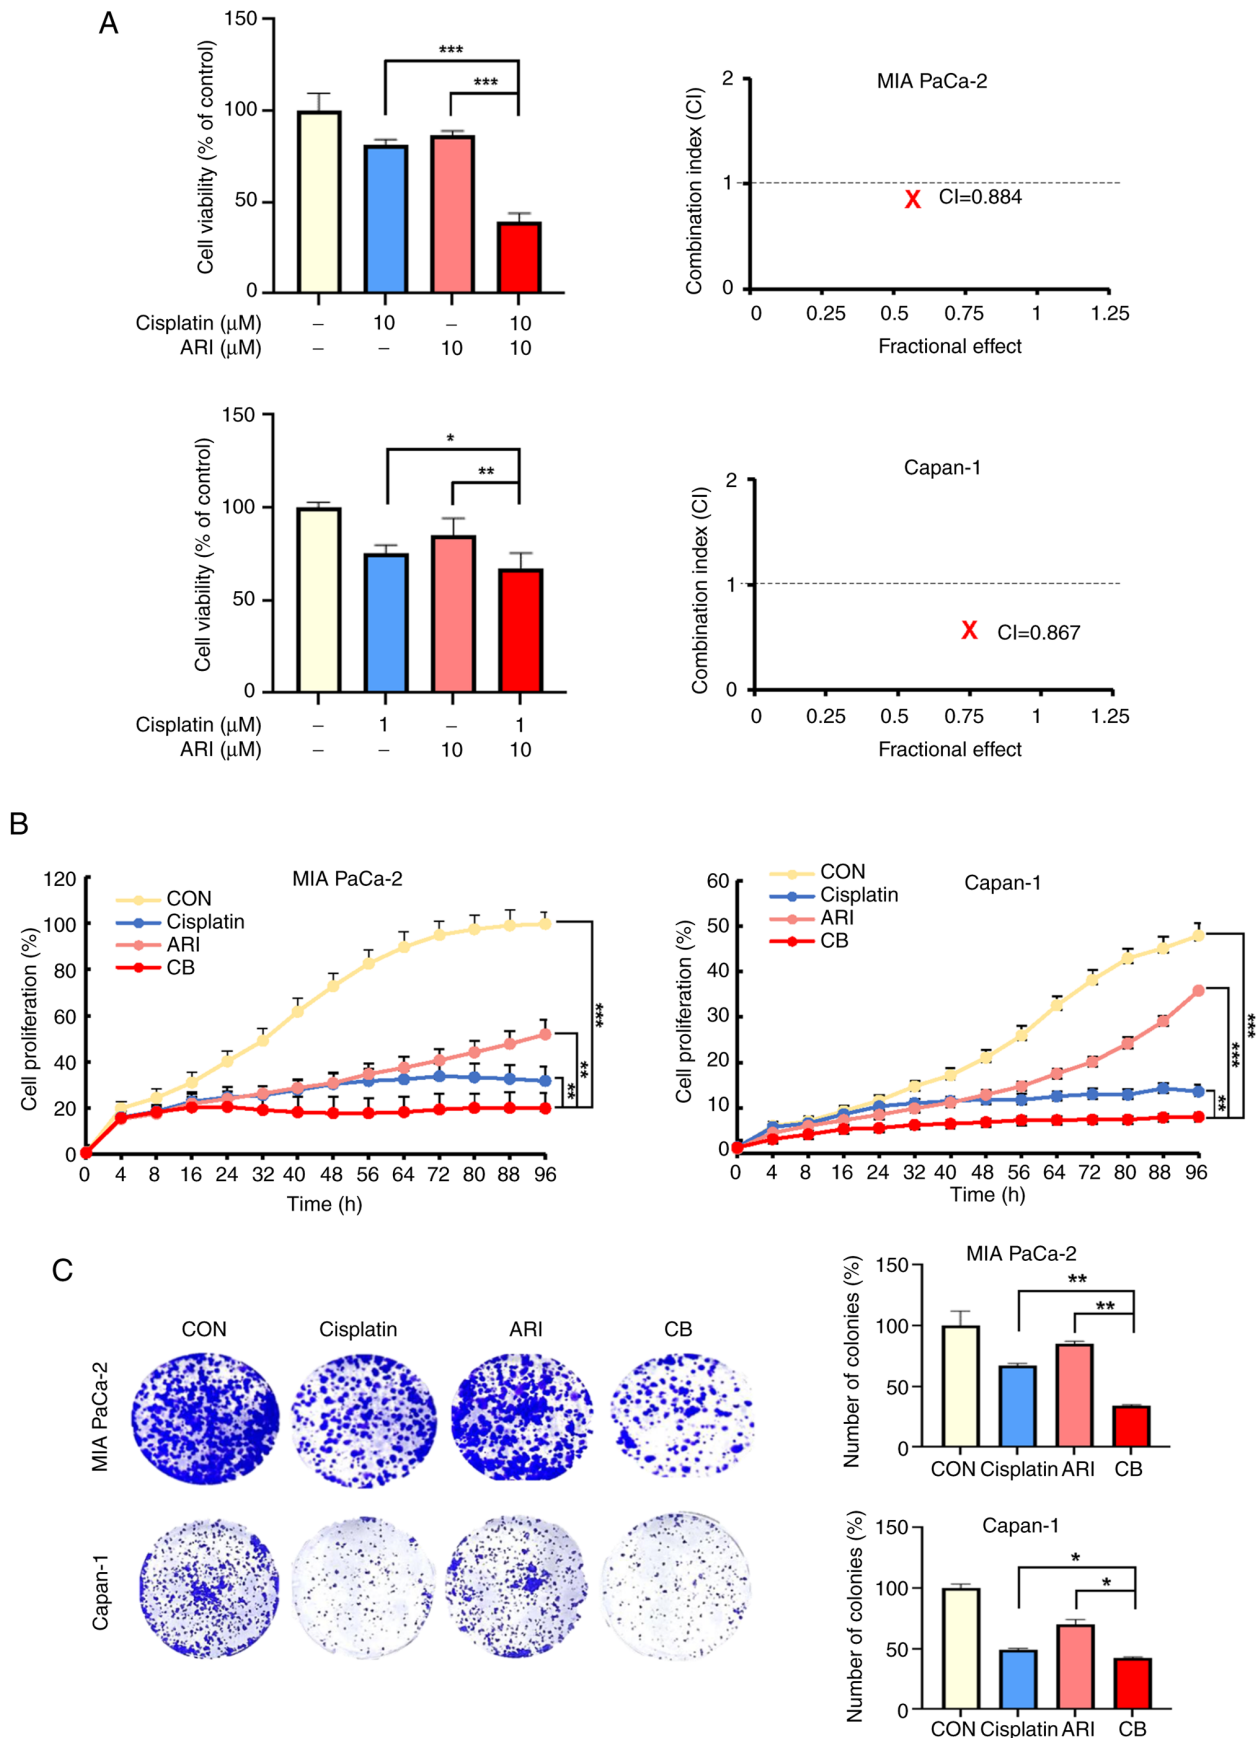 A
150
100
50
0
Cell viability (% of control)
***
***
Cisplatin (µM) – 10 – 10
ARI (µM) – – 10 10
MIA PaCa-2
2
1
0
Combination index (CI)
X CI=0.884
0 0.25 0.5 0.75 1 1.25
Fractional effect
150
100
50
0
Cell viability (% of control)
*
**
Cisplatin (µM) – 1 – 1
ARI (µM) – – 10 10
Capan-1
2
1
0
Combination index (CI)
X CI=0.867
0 0.25 0.5 0.75 1 1.25
Fractional effect
B
MIA PaCa-2
120
100
80
60
40
20
0
Cell proliferation (%)
CON
Cisplatin
ARI
CB
***
**
**
0 4 8 16 24 32 40 48 56 64 72 80 88 96
Time (h)
Capan-1
60
50
40
30
20
10
0
Cell proliferation (%)
CON
Cisplatin
ARI
CB
***
***
**
0 4 8 16 24 32 40 48 56 64 72 80 88 96
Time (h)
C
CON Cisplatin ARI CB
MIA PaCa-2
Capan-1
MIA PaCa-2
150
100
50
0
Number of colonies (%)
**
**
CON Cisplatin ARI CB
Capan-1
150
100
50
0
Number of colonies (%)
*
*
CON Cisplatin ARI CB